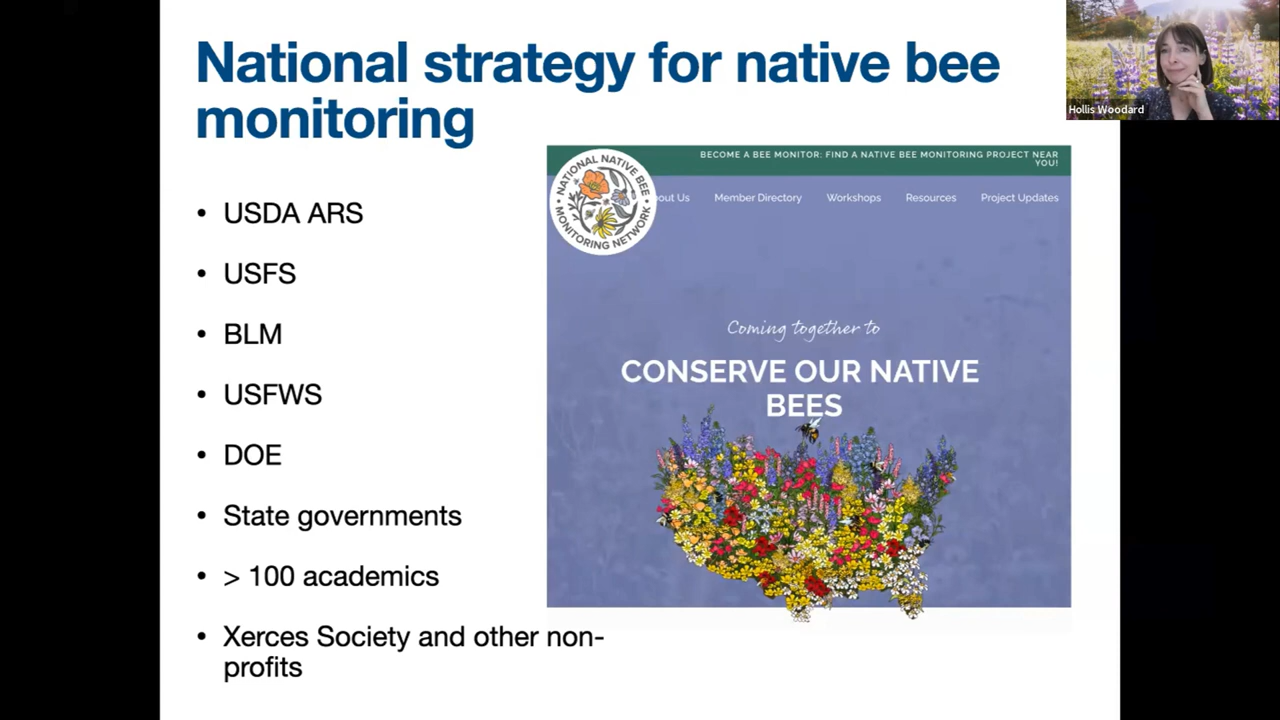 National strategy for native bee
monitoring
Hollis Woodard
• USDA ARS
• USFS
• BLM
• USFWS
• DOE
• State governments
• > 100 academics
• Xerces Society and other non-
profits
BECOME A BEE MONITOR: FIND A NATIVE BEE MONITORING PROJECT NEAR
YOU!
NATIONAL NATIVE BEE
MONITORING NETWORK
out Us Member Directory Workshops Resources Project Updates
Coming together to
CONSERVE OUR NATIVE
BEES